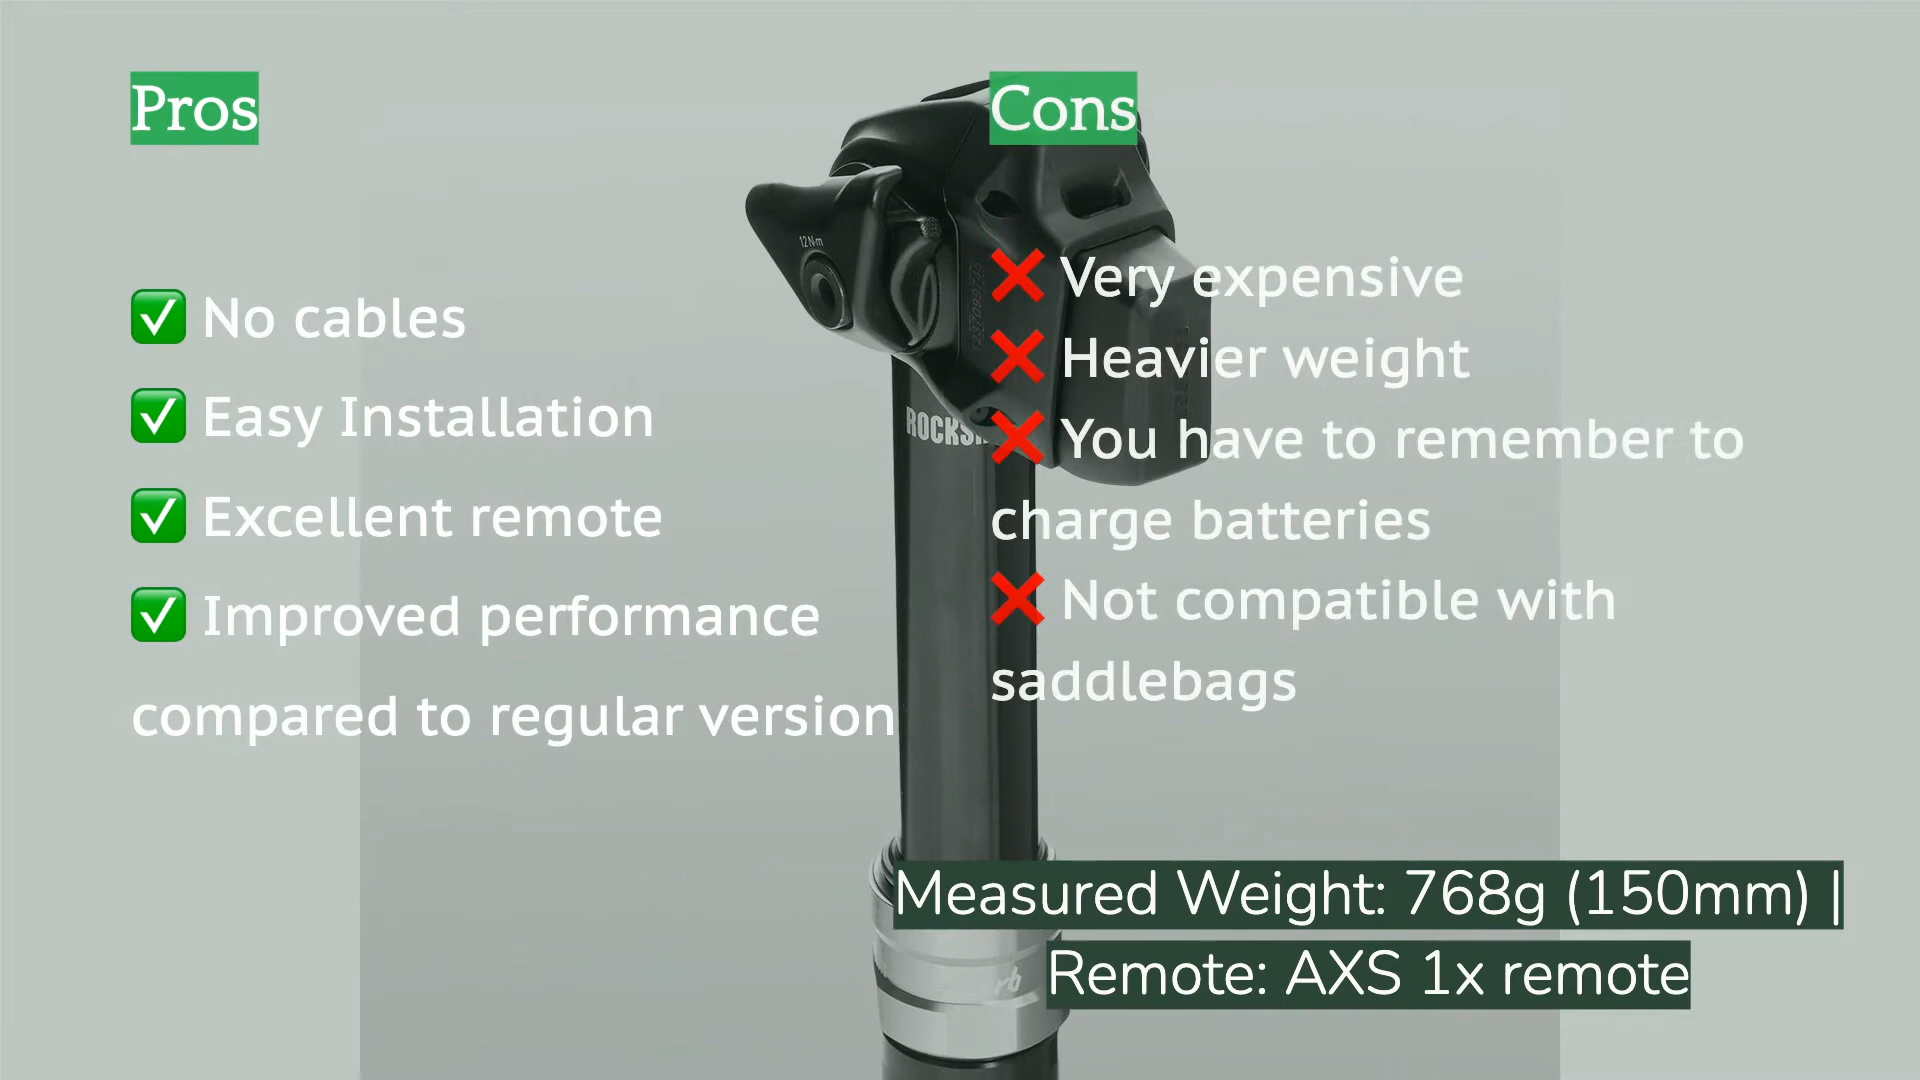 Pros
✅ No cables
✅ Easy Installation
✅ Excellent remote
✅ Improved performance
compared to regular version
Cons
❌ Very expensive
❌ Heavier weight
❌ You have to remember to
charge batteries
❌ Not compatible with
saddlebags
12 N·m
Measured Weight: 768g (150mm) |
Remote: AXS 1x remote